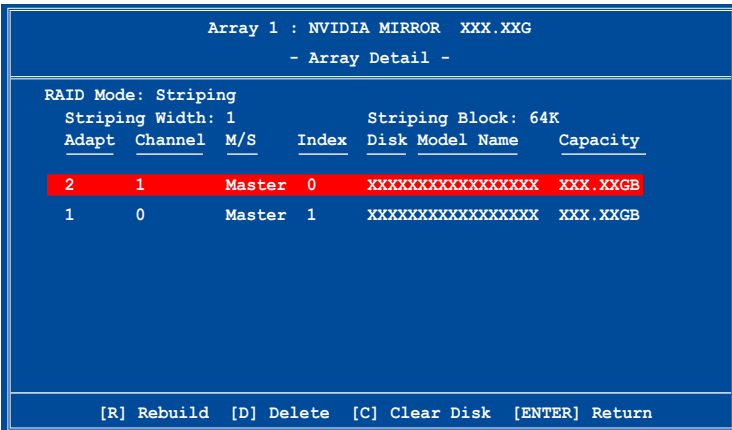 Array 1 : NVIDIA MIRROR XXX.XXG
- Array Detail -
RAID Mode: Striping
Striping Width: 1 Striping Block: 64K
Adapt Channel M/S Index Disk Model Name Capacity
2 1 Master 0 XXXXXXXXXXXXXXXXX XXX.XXGB
1 0 Master 1 XXXXXXXXXXXXXXXXX XXX.XXGB
[R] Rebuild [D] Delete [C] Clear Disk [ENTER] Return